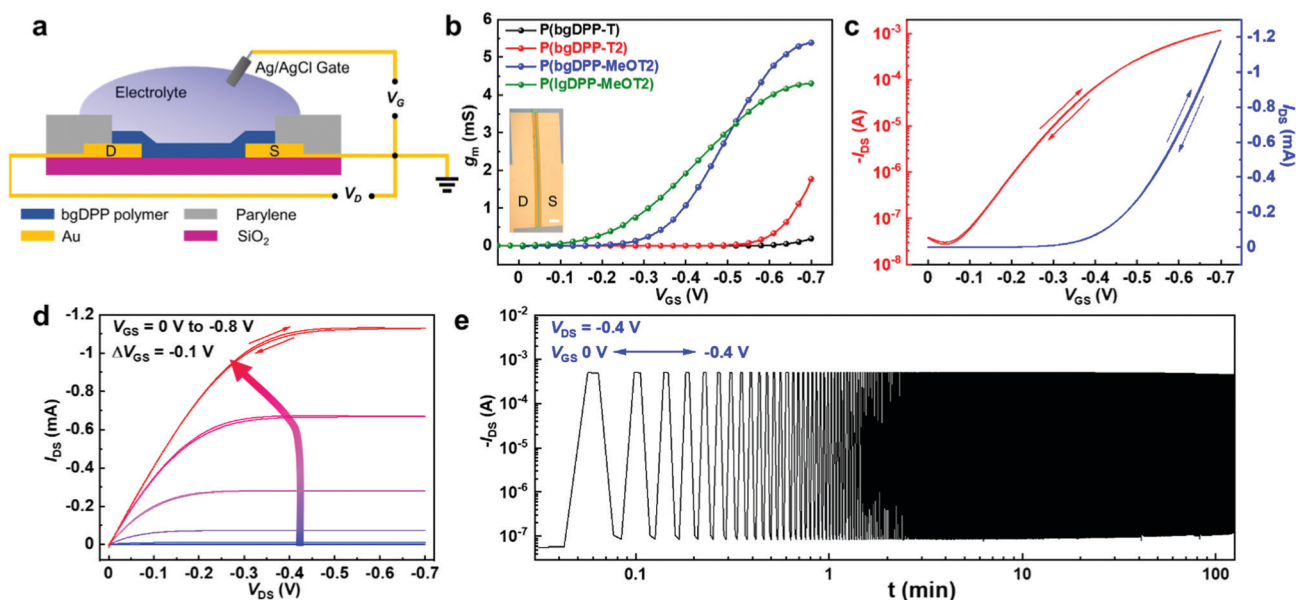 a
Ag/AgCl Gate
Electrolyte
V_G
D
S
V_D
bgDPP polymer
Parylene
Au
SiO₂
b
P(bgDPP-T)
P(bgDPP-T2)
P(bgDPP-MeOT2)
P(lgDPP-MeOT2)
g_m (mS)
6
5
4
3
2
1
0
D S
0 -0.1 -0.2 -0.3 -0.4 -0.5 -0.6 -0.7
V_GS (V)
c
-I_DS (A)
10⁻³
10⁻⁴
10⁻⁵
10⁻⁶
10⁻⁷
10⁻⁸
I_DS (mA)
-1.2
-1
-0.8
-0.6
-0.4
-0.2
0
0 -0.1 -0.2 -0.3 -0.4 -0.5 -0.6 -0.7
V_GS (V)
d
V_GS = 0 V to -0.8 V
ΔV_GS = -0.1 V
I_DS (mA)
-1.2
-1
-0.8
-0.6
-0.4
-0.2
0
0 -0.1 -0.2 -0.3 -0.4 -0.5 -0.6 -0.7
V_DS (V)
e
V_DS = -0.4 V
V_GS 0 V -0.4 V
-I_DS (A)
10⁻²
10⁻³
10⁻⁴
10⁻⁵
10⁻⁶
10⁻⁷
0.1 1 10 100
t (min)